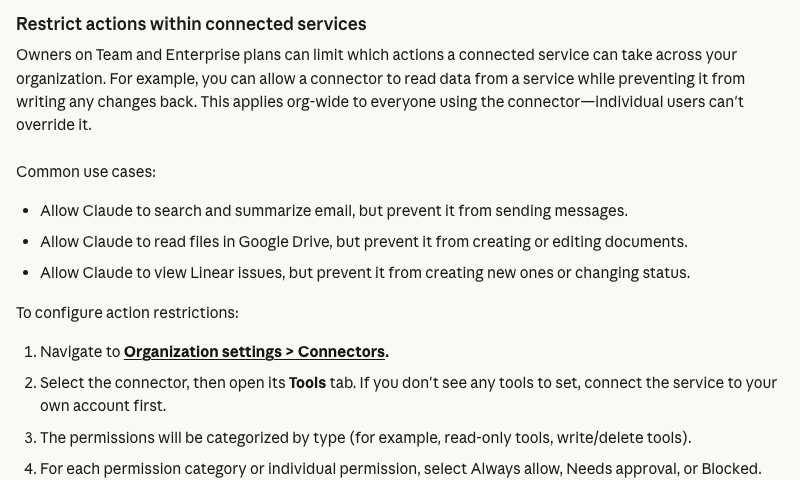 Restrict actions within connected services
Owners on Team and Enterprise plans can limit which actions a connected service can take across your
organization. For example, you can allow a connector to read data from a service while preventing it from
writing any changes back. This applies org-wide to everyone using the connector—individual users can't
override it.
Common use cases:
• Allow Claude to search and summarize email, but prevent it from sending messages.
• Allow Claude to read files in Google Drive, but prevent it from creating or editing documents.
• Allow Claude to view Linear issues, but prevent it from creating new ones or changing status.
To configure action restrictions:
1. Navigate to Organization settings > Connectors.
2. Select the connector, then open its Tools tab. If you don't see any tools to set, connect the service to your
own account first.
3. The permissions will be categorized by type (for example, read-only tools, write/delete tools).
4. For each permission category or individual permission, select Always allow, Needs approval, or Blocked.